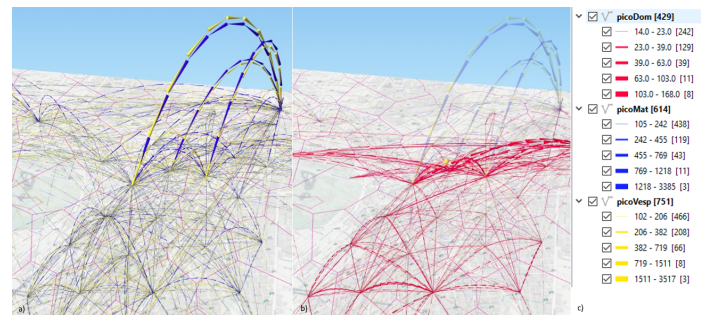 picoDom [429]
14.0 - 23.0 [242]
23.0 - 39.0 [129]
39.0 - 63.0 [39]
63.0 - 103.0 [11]
103.0 - 168.0 [8]
picoMat [614]
105 - 242 [438]
242 - 455 [119]
455 - 769 [43]
769 - 1218 [11]
1218 - 3385 [3]
picoVesp [751]
102 - 206 [466]
206 - 382 [208]
382 - 719 [66]
719 - 1511 [8]
1511 - 3517 [3]
a)
b)
c)